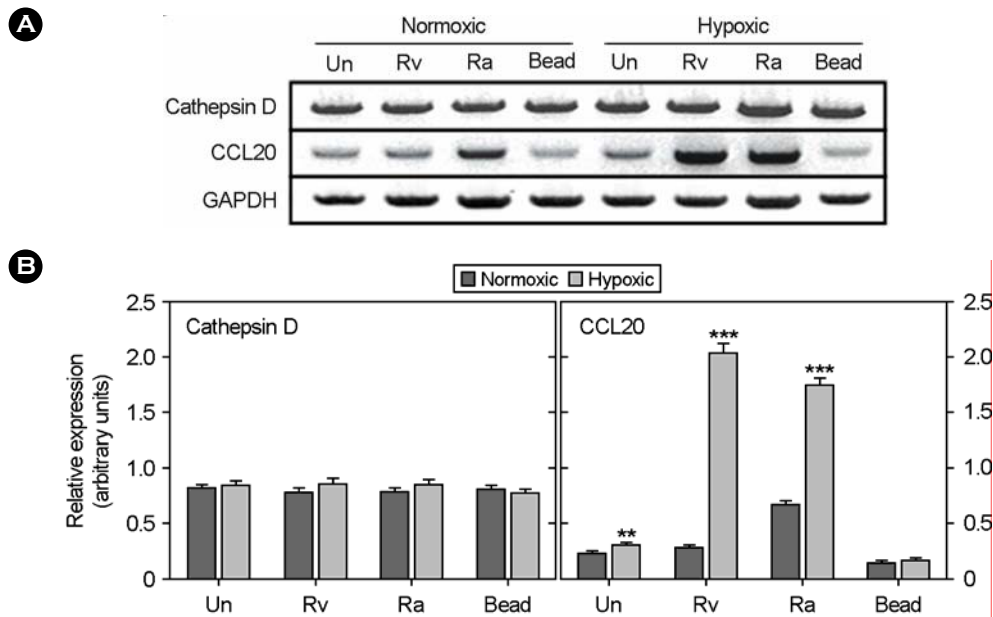 A
Normoxic Hypoxic
Un Rv Ra Bead Un Rv Ra Bead
Cathepsin D
CCL20
GAPDH
B
Normoxic Hypoxic
Relative expression
(arbitrary units)
2.5 2.5
2.0 2.0
1.5 1.5
1.0 1.0
0.5 0.5
0 0
Cathepsin D CCL20
***
***
**
Un Rv Ra Bead Un Rv Ra Bead